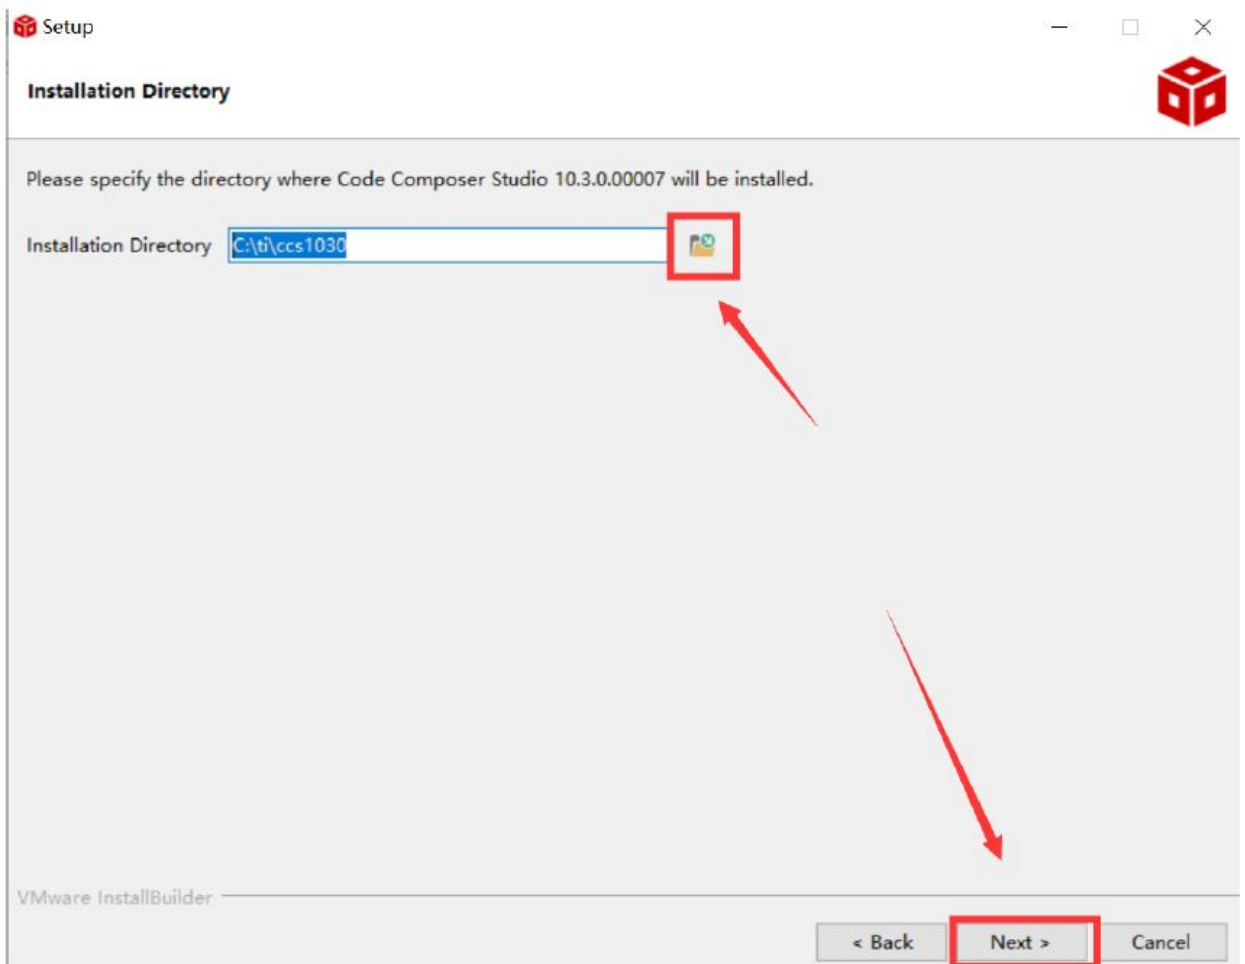 Setup
Installation Directory
Please specify the directory where Code Composer Studio 10.3.0.00007 will be installed.
Installation Directory C:\ti\ccs1030
VMware InstallBuilder
< Back Next > Cancel